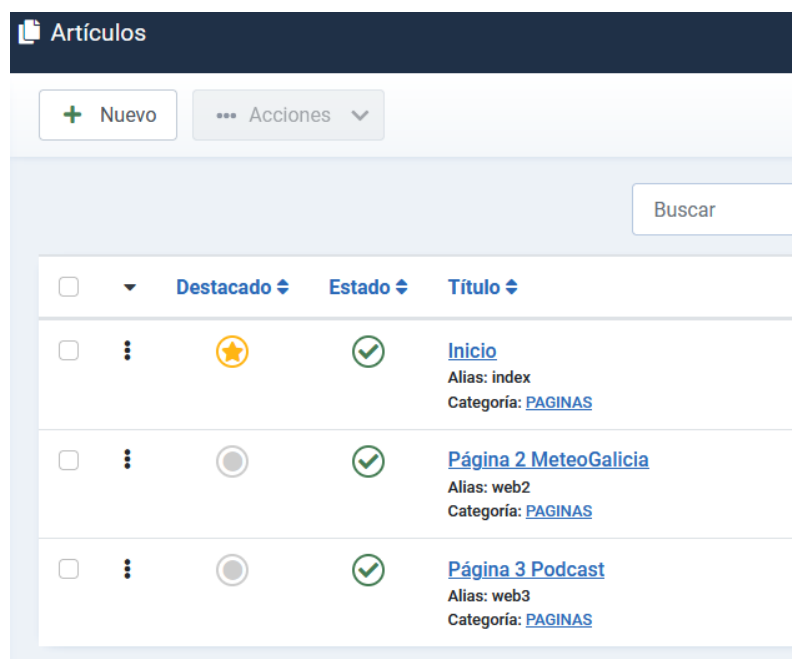 Artículos
Nuevo
Acciones
Buscar
Destacado
Estado
Título
Inicio
Alias: index
Categoría: PAGINAS
Página 2 MeteoGalicia
Alias: web2
Categoría: PAGINAS
Página 3 Podcast
Alias: web3
Categoría: PAGINAS